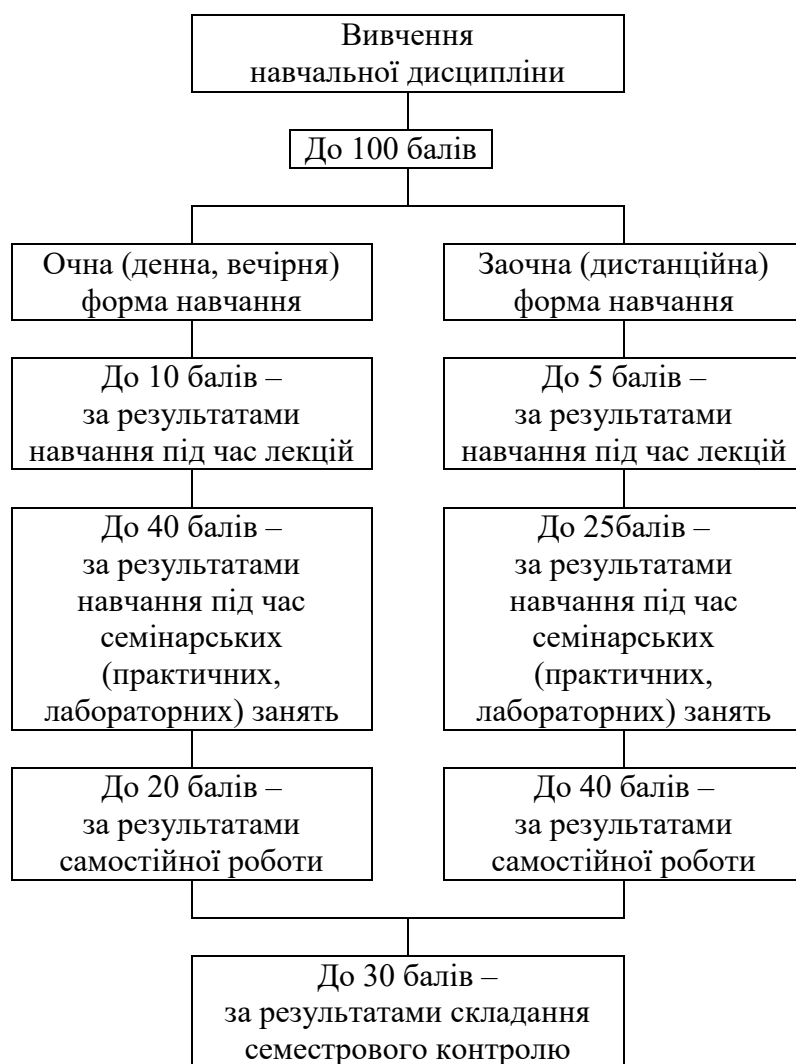 Вивчення
навчальної дисципліни
До 100 балів
Очна (денна, вечірня)
форма навчання
До 10 балів –
за результатами
навчання під час лекцій
До 40 балів –
за результатами
навчання під час
семінарських
(практичних,
лабораторних) занять
До 20 балів –
за результатами
самостійної роботи
Заочна (дистанційна)
форма навчання
До 5 балів –
за результатами
навчання під час лекцій
До 25балів –
за результатами
навчання під час
семінарських
(практичних,
лабораторних) занять
До 40 балів –
за результатами
самостійної роботи
До 30 балів –
за результатами складання
семестрового контролю